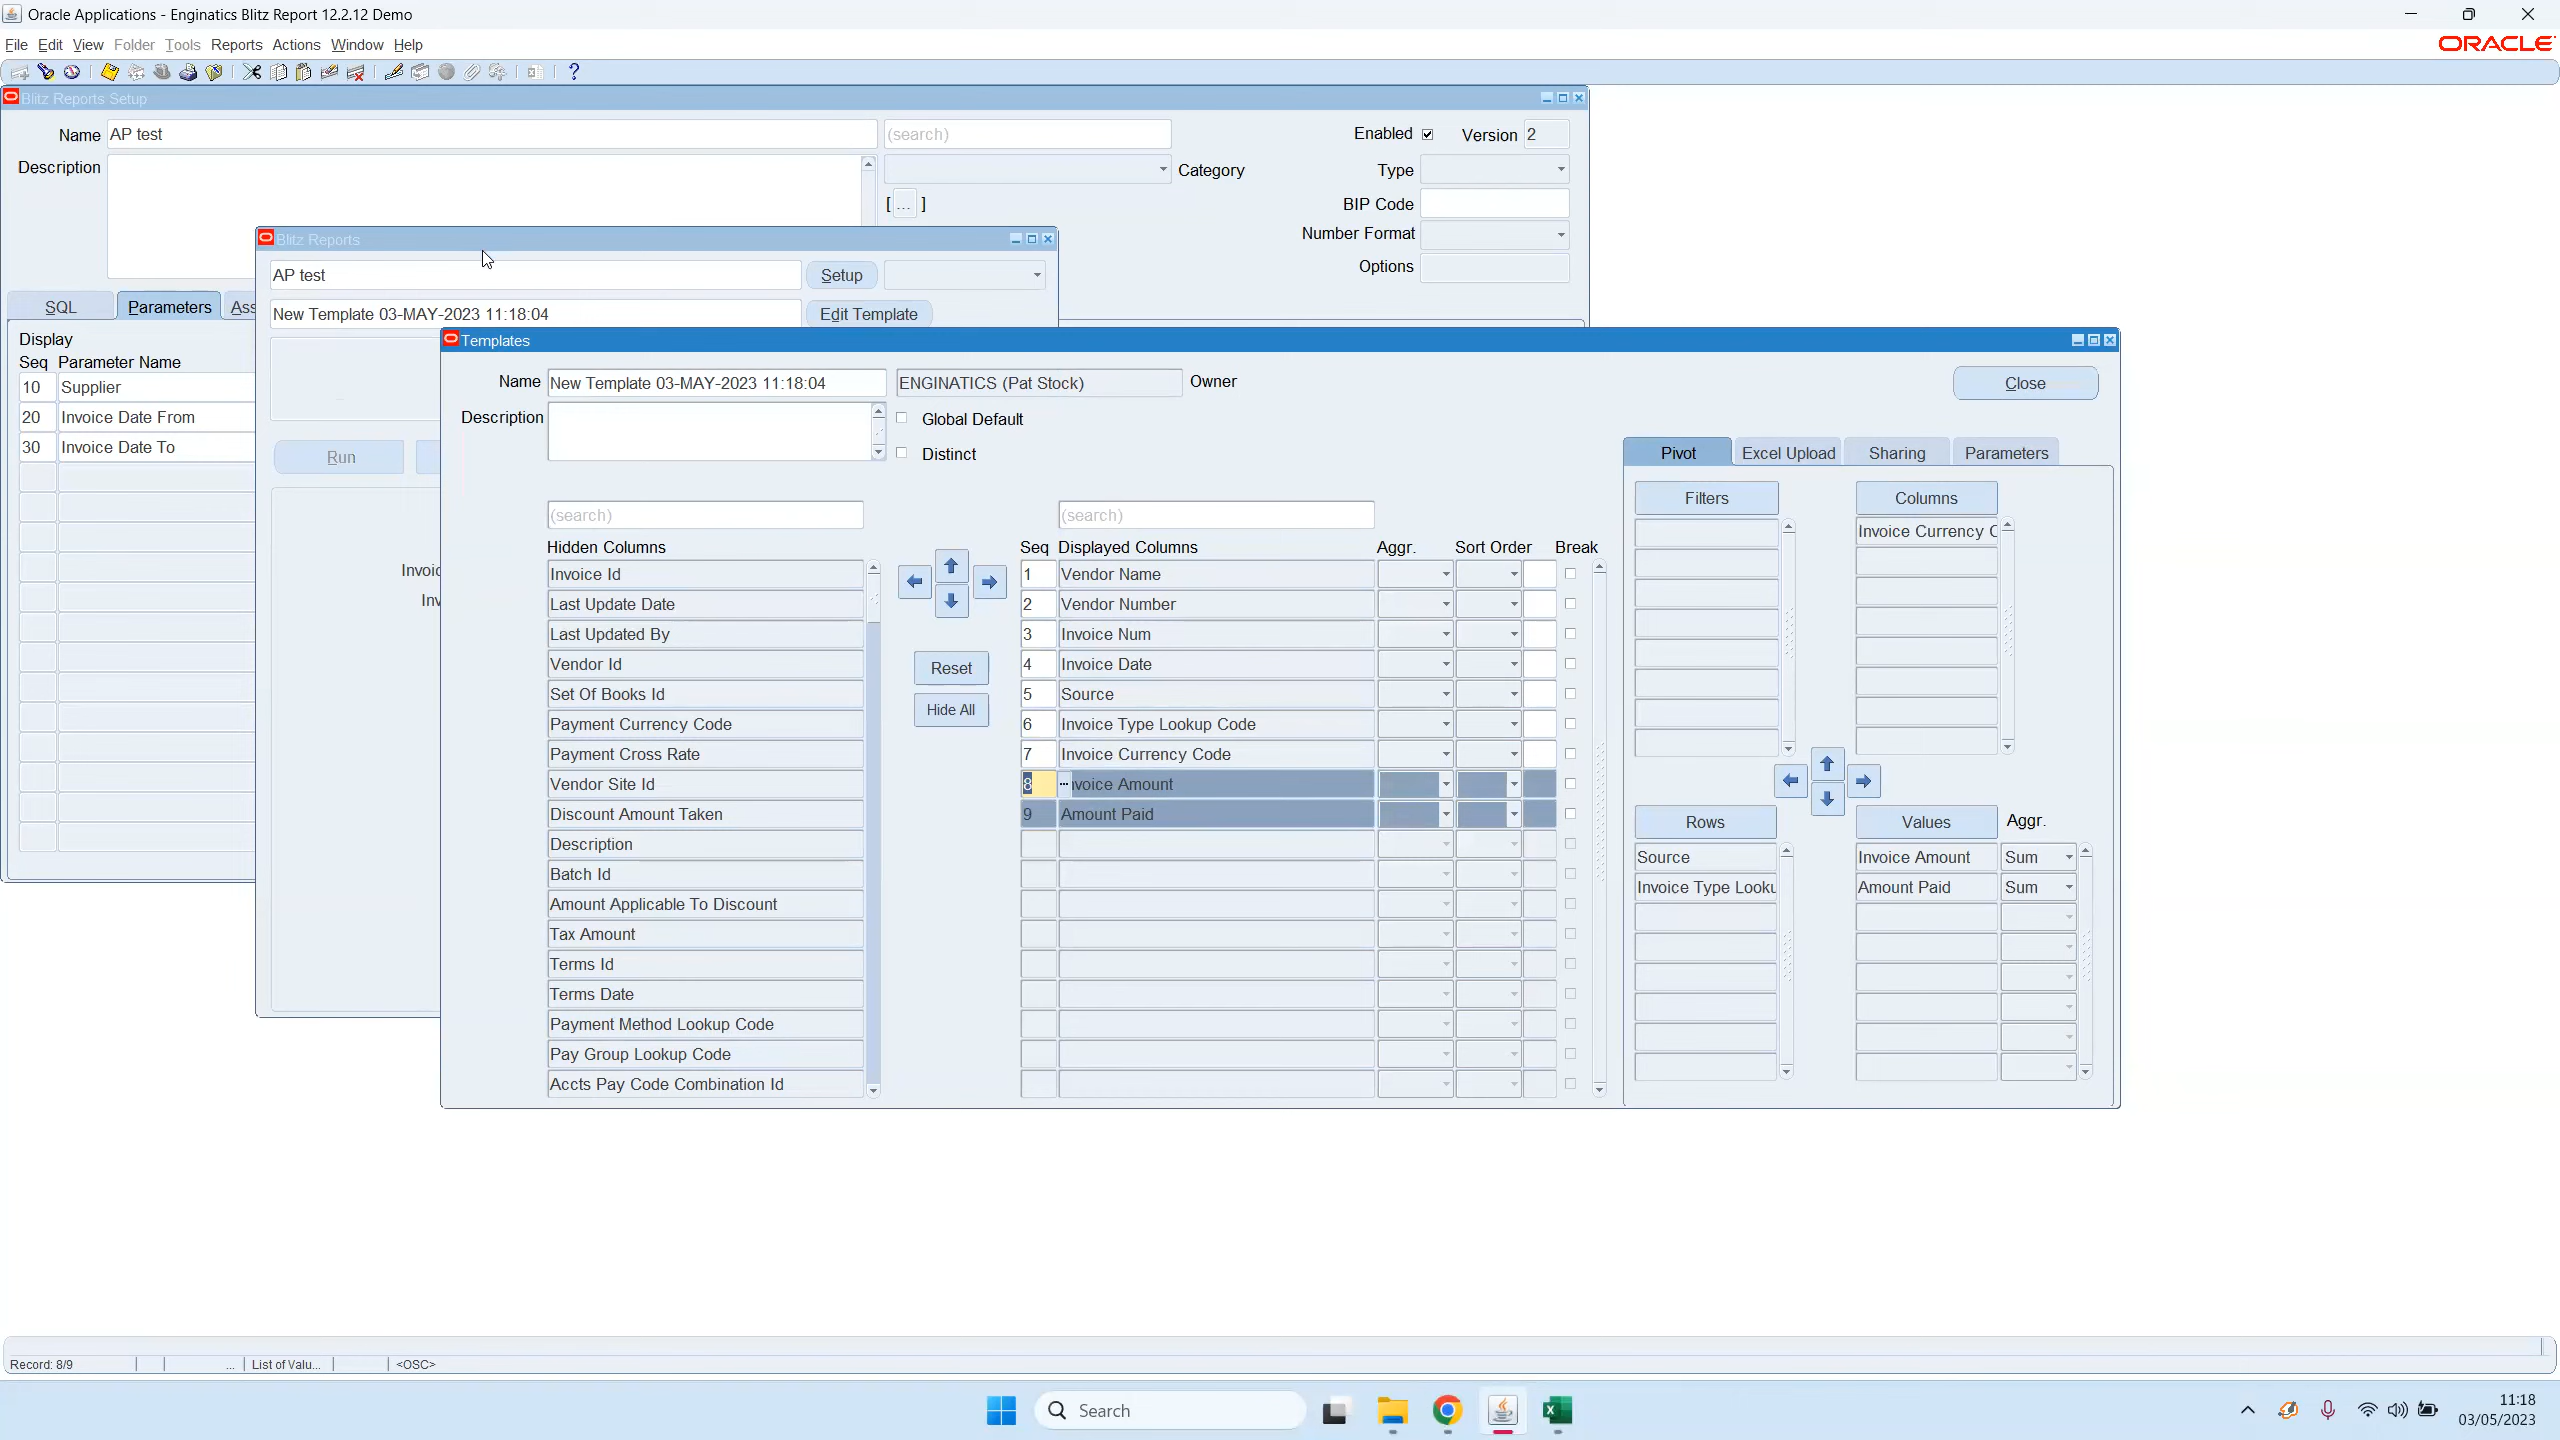 Oracle Applications - Enginatics Blitz Report 12.2.12 Demo
File Edit View Folder Tools Reports Actions Window Help
ORACLE
Blitz Reports Setup
Name AP test (search) Enabled Version 2
Description Category Type
[ ... ] BIP Code
Number Format
Options
SQL Parameters Ass
Display
Seq Parameter Name
10 Supplier
20 Invoice Date From
30 Invoice Date To
Blitz Reports
AP test Setup
New Template 03-MAY-2023 11:18:04 Edit Template
Run
Invoic
Inv
Templates
Name New Template 03-MAY-2023 11:18:04 ENGINATICS (Pat Stock) Owner Close
Description Global Default
Distinct
(search) (search)
Hidden Columns Seq Displayed Columns Aggr. Sort Order Break
Invoice Id 1 Vendor Name
Last Update Date 2 Vendor Number
Last Updated By 3 Invoice Num
Vendor Id Reset 4 Invoice Date
Set Of Books Id 5 Source
Payment Currency Code Hide All 6 Invoice Type Lookup Code
Payment Cross Rate 7 Invoice Currency Code
Vendor Site Id 8 ... nvoice Amount
Discount Amount Taken 9 Amount Paid
Description
Batch Id
Amount Applicable To Discount
Tax Amount
Terms Id
Terms Date
Payment Method Lookup Code
Pay Group Lookup Code
Accts Pay Code Combination Id
Pivot Excel Upload Sharing Parameters
Filters Columns
Invoice Currency C
Rows Values Aggr.
Source Invoice Amount Sum
Invoice Type Looku Amount Paid Sum
Record: 8/9 ... List of Valu... <OSC>
Search
11:18
03/05/2023